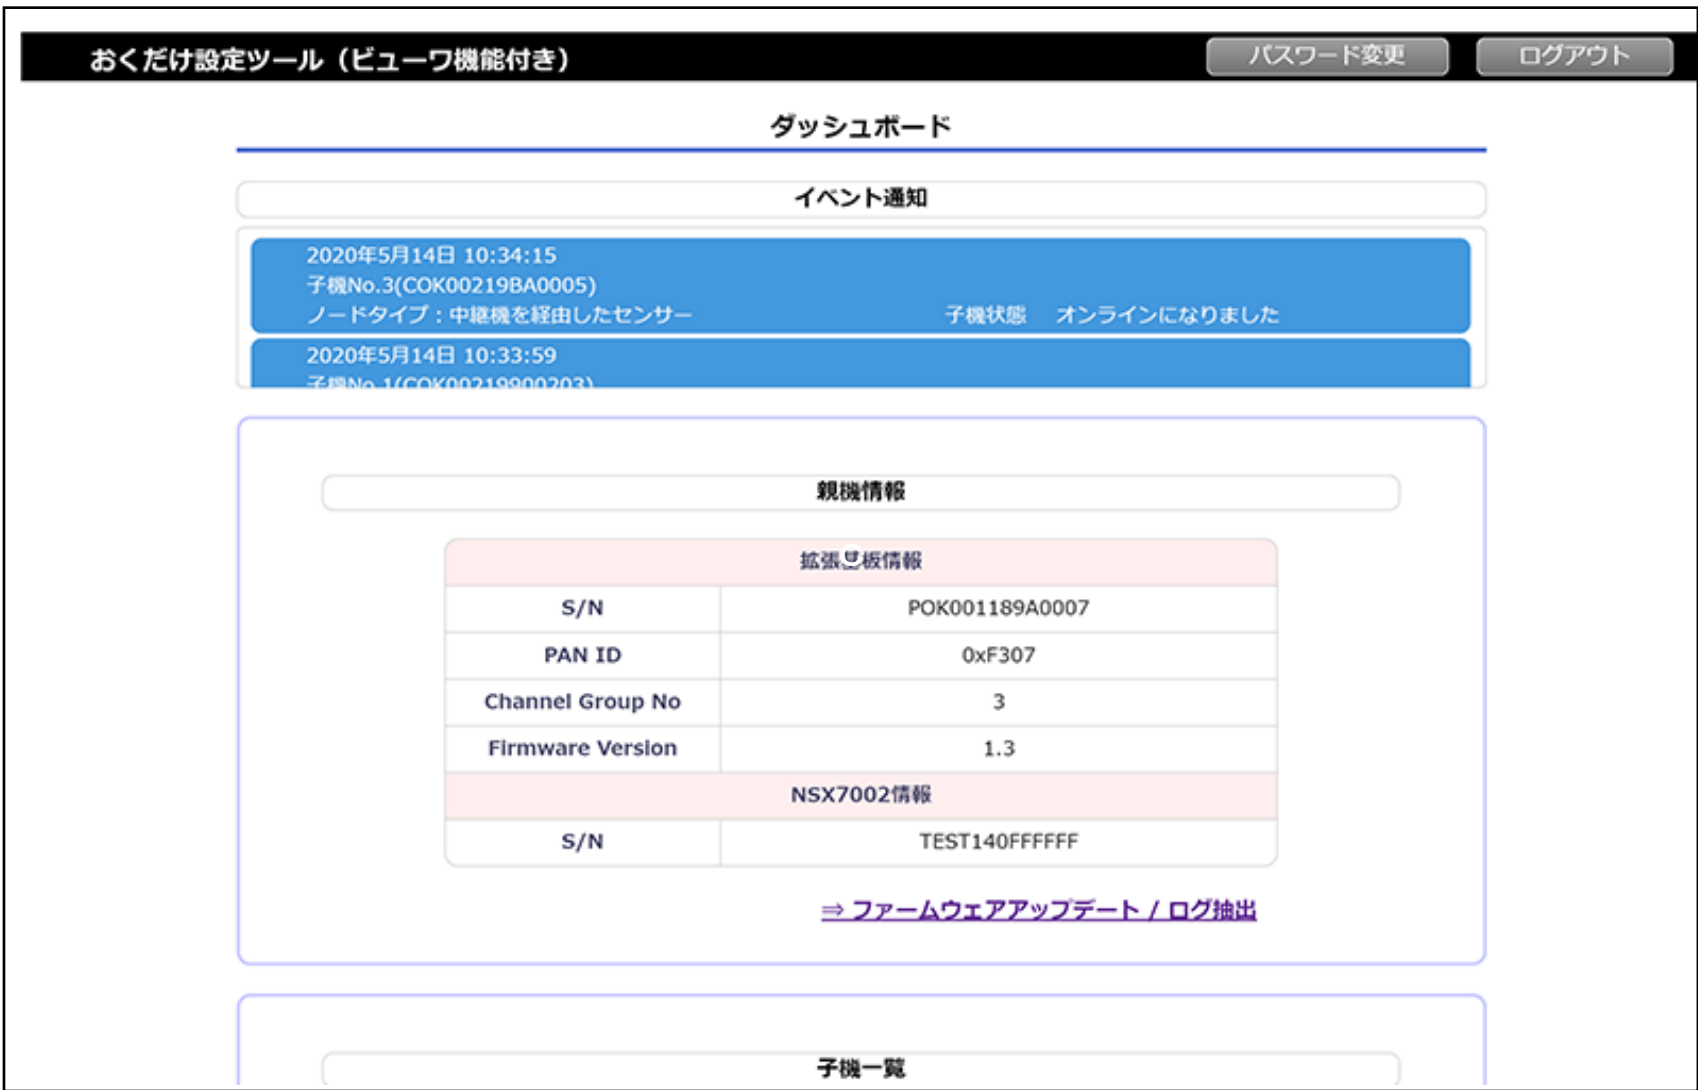 おくだけ設定ツール（ビューワ機能付き）
パスワード変更
ログアウト
ダッシュボード
イベント通知
2020年5月14日 10:34:15
子機No.3(COK00219BA0005)
ノードタイプ：中継機を経由したセンサー 子機状態 オンラインになりました
2020年5月14日 10:33:59
子機No.1(COK00219900203)
親機情報
拡張基板情報
S/N POK001189A0007
PAN ID 0xF307
Channel Group No 3
Firmware Version 1.3
NSX7002情報
S/N TEST140FFFFFF
⇒ ファームウェアアップデート / ログ抽出
子機一覧